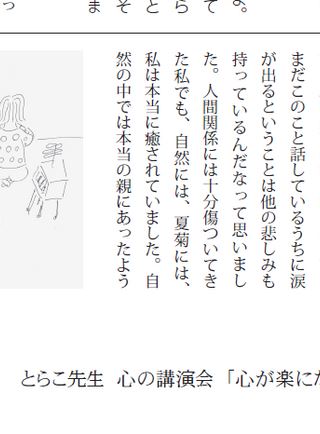 て
ら
と
そ
ま
っ
まだこのこと話しているうちに涙
が出るということは他の悲しみも
持っているんだなって思いまし
た。人間関係には十分傷ついてき
た私でも、自然には、夏菊には、
私は本当に癒されていました。自
然の中では本当の親にあったよう
とらこ先生 心の講演会 「心が楽に